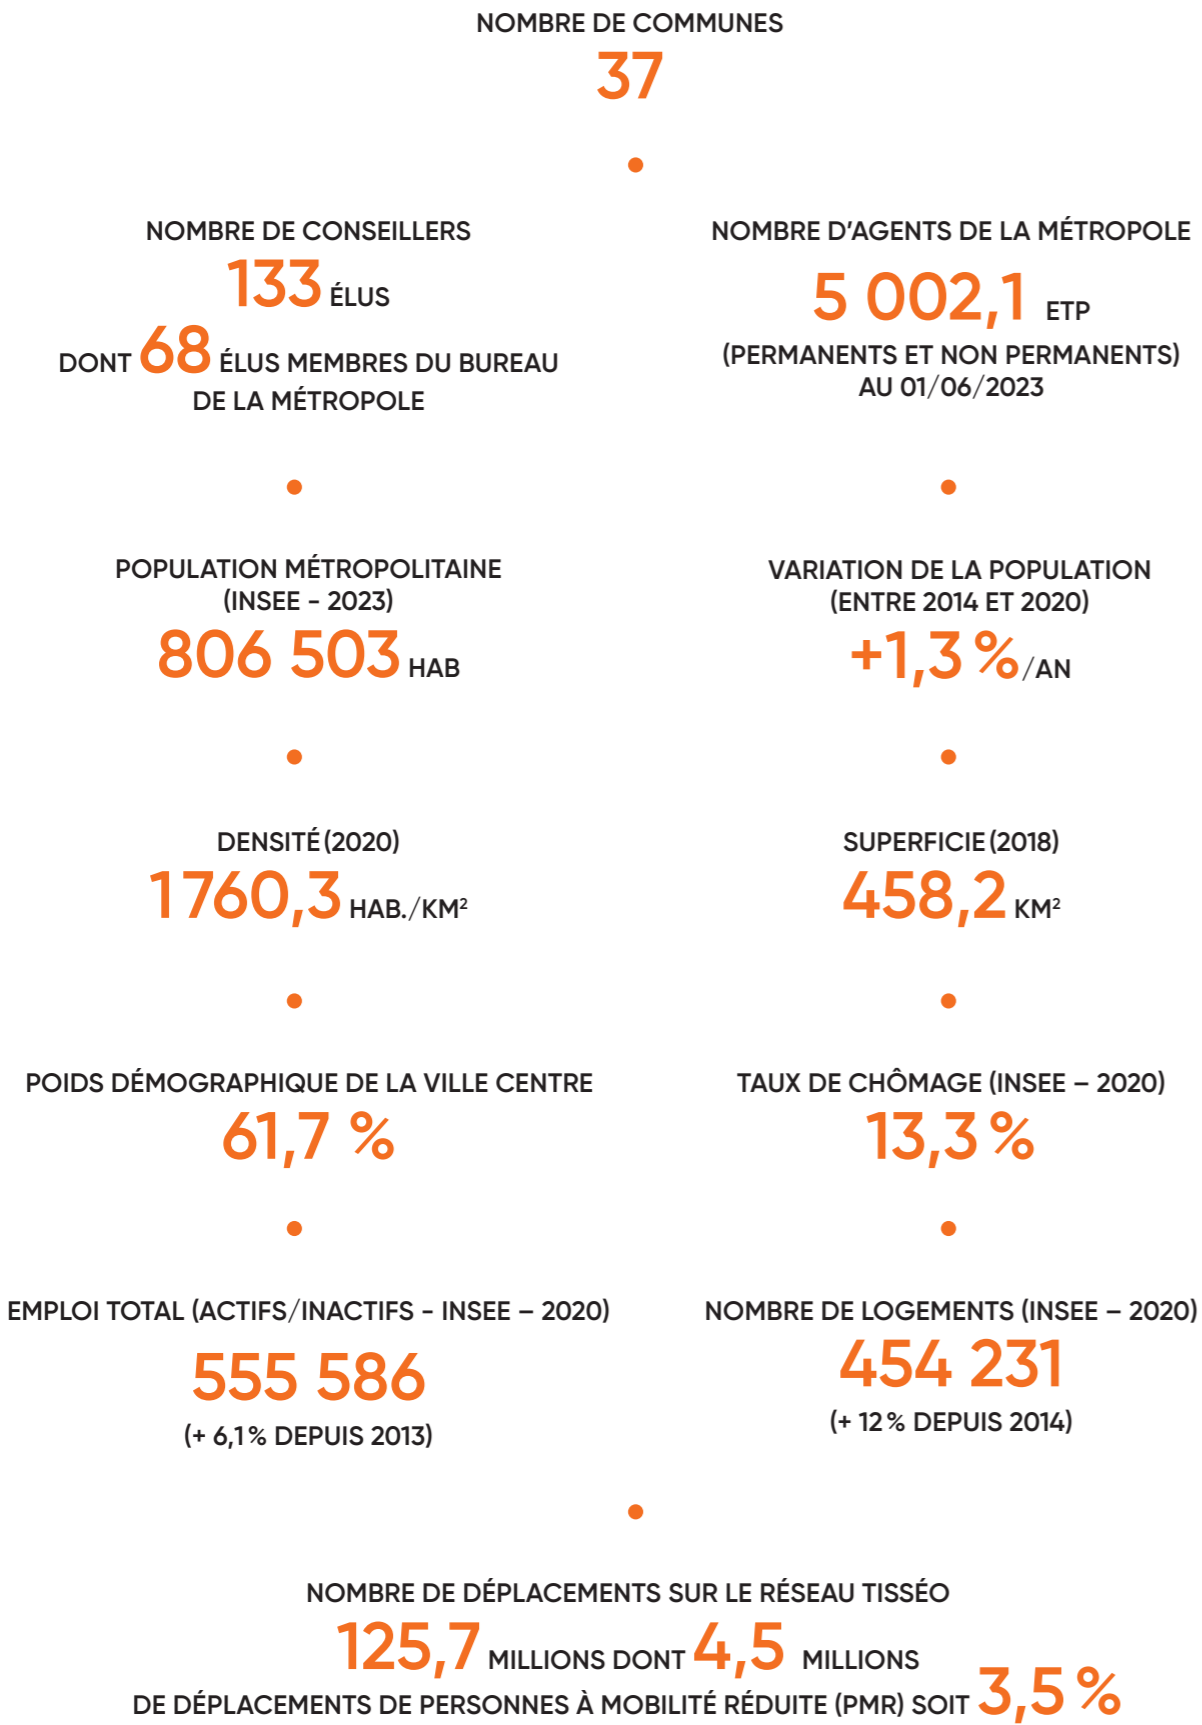 NOMBRE DE COMMUNES
37
NOMBRE DE CONSEILLERS
133 ÉLUS
DONT 68 ÉLUS MEMBRES DU BUREAU
DE LA MÉTROPOLE
NOMBRE D'AGENTS DE LA MÉTROPOLE
5 002,1 ETP
(PERMANENTS ET NON PERMANENTS)
AU 01/06/2023
POPULATION MÉTROPOLITAINE
(INSEE - 2023)
806 503 HAB
VARIATION DE LA POPULATION
(ENTRE 2014 ET 2020)
+1,3 %/AN
DENSITÉ (2020)
1 760,3 HAB./KM²
SUPERFICIE (2018)
458,2 KM²
POIDS DÉMOGRAPHIQUE DE LA VILLE CENTRE
61,7 %
TAUX DE CHÔMAGE (INSEE – 2020)
13,3 %
EMPLOI TOTAL (ACTIFS/INACTIFS - INSEE – 2020)
555 586
(+ 6,1 % DEPUIS 2013)
NOMBRE DE LOGEMENTS (INSEE – 2020)
454 231
(+ 12 % DEPUIS 2014)
NOMBRE DE DÉPLACEMENTS SUR LE RÉSEAU TISSÉO
125,7 MILLIONS DONT 4,5 MILLIONS
DE DÉPLACEMENTS DE PERSONNES À MOBILITÉ RÉDUITE (PMR) SOIT 3,5 %